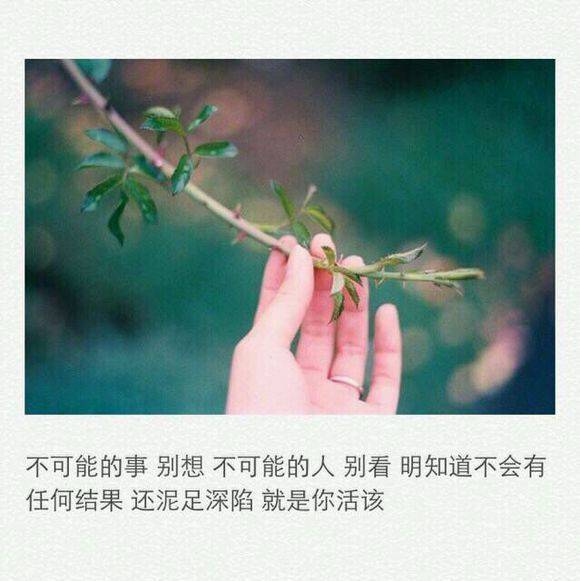 不可能的事 别想 不可能的人 别看 明知道不会有
任何结果 还泥足深陷 就是你活该